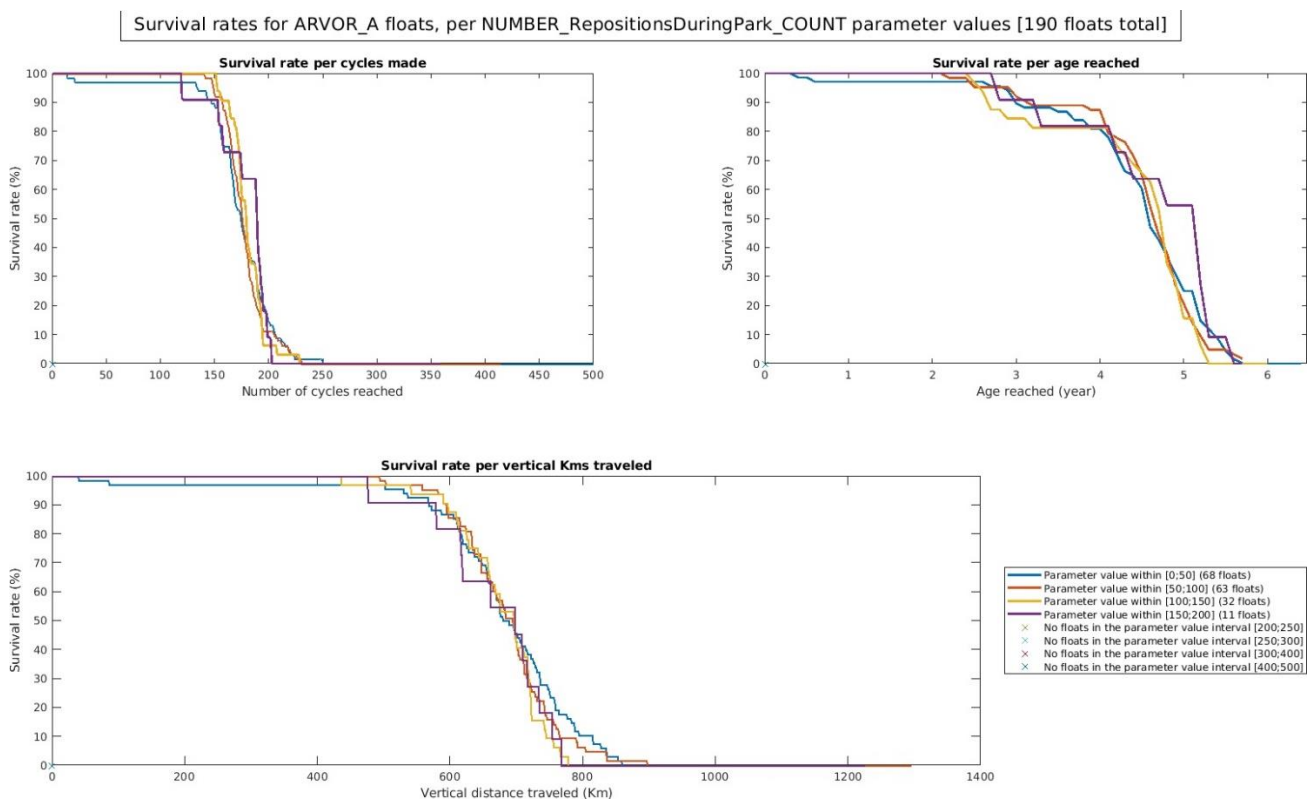 Survival rates for ARVOR_A floats, per NUMBER_RepositionsDuringPark_COUNT parameter values [190 floats total]
Survival rate per cycles made
100
90
80
70
60
50
40
30
20
10
0
Survival rate (%)
0 50 100 150 200 250 300 350 400 450 500
Number of cycles reached
Survival rate per age reached
100
90
80
70
60
50
40
30
20
10
0
Survival rate (%)
0 1 2 3 4 5 6
Age reached (year)
Survival rate per vertical Kms traveled
100
90
80
70
60
50
40
30
20
10
0
Survival rate (%)
0 200 400 600 800 1000 1200 1400
Vertical distance traveled (Km)
Parameter value within [0;50] (68 floats)
Parameter value within [50;100] (63 floats)
Parameter value within [100;150] (32 floats)
Parameter value within [150;200] (11 floats)
No floats in the parameter value interval [200;250]
No floats in the parameter value interval [250;300]
No floats in the parameter value interval [300;400]
No floats in the parameter value interval [400;500]